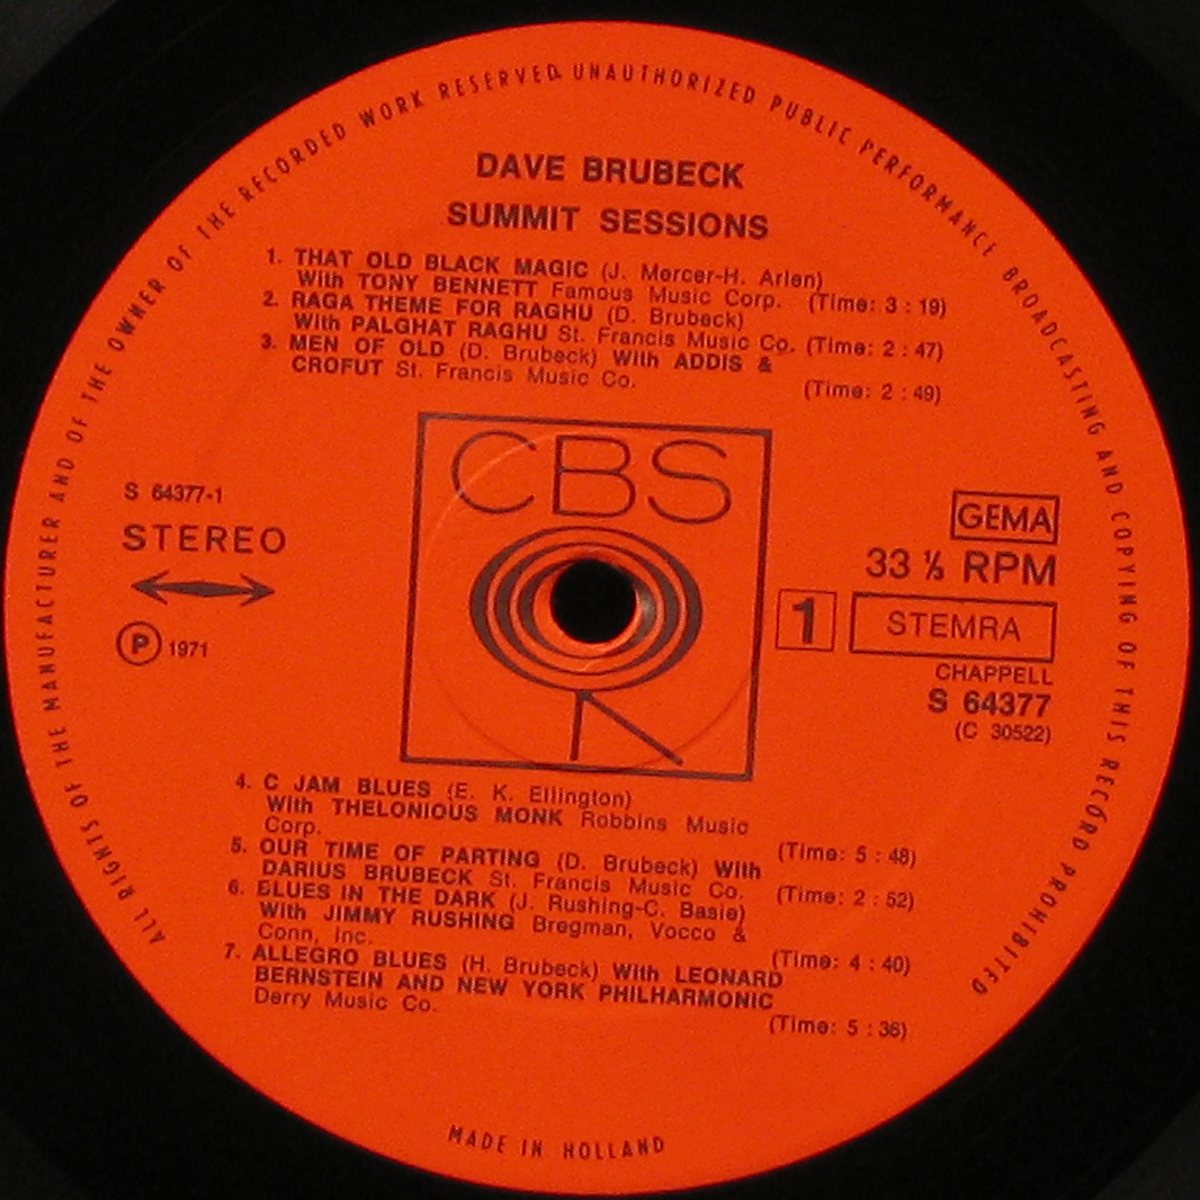 ALL RIGHTS OF THE MANUFACTURER AND OF THE OWNER OF THE RECORDED WORK RESERVED. UNAUTHORIZED PUBLIC PERFORMANCE BROADCASTING AND COPYING OF THIS RECORD PROHIBITED
DAVE BRUBECK
SUMMIT SESSIONS
1. THAT OLD BLACK MAGIC (J. Mercer-H. Arlen)
With TONY BENNETT Famous Music Corp. (Time: 3 : 19)
2. RAGA THEME FOR RAGHU (D. Brubeck)
With PALGHAT RAGHU St. Francis Music Co. (Time: 2 : 47)
3. MEN OF OLD (D. Brubeck) With ADDIS &
CROFUT St. Francis Music Co. (Time: 2 : 49)
CBS
S 64377-1
STEREO
P 1971
GEMA
33 ⅓ RPM
1 STEMRA
CHAPPELL
S 64377
(C 30522)
4. C JAM BLUES (E. K. Ellington)
With THELONIOUS MONK Robbins Music
Corp. (Time: 5 : 48)
5. OUR TIME OF PARTING (D. Brubeck) With
DARIUS BRUBECK St. Francis Music Co. (Time: 2 : 52)
6. BLUES IN THE DARK (J. Rushing-C. Basie)
With JIMMY RUSHING Bregman, Vocco &
Conn, Inc. (Time: 4 : 40)
7. ALLEGRO BLUES (H. Brubeck) With LEONARD
BERNSTEIN AND NEW YORK PHILHARMONIC
Derry Music Co. (Time: 5 : 36)
MADE IN HOLLAND